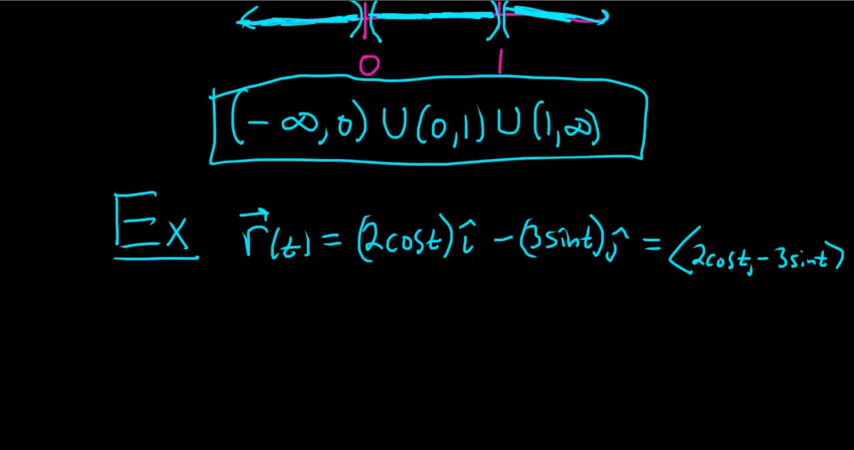 0 1
(-∞,0) ∪ (0,1) ∪ (1,∞)
Ex r⃗(t) = (2cost)î - (3sint)ĵ = ⟨2cost, -3sint⟩